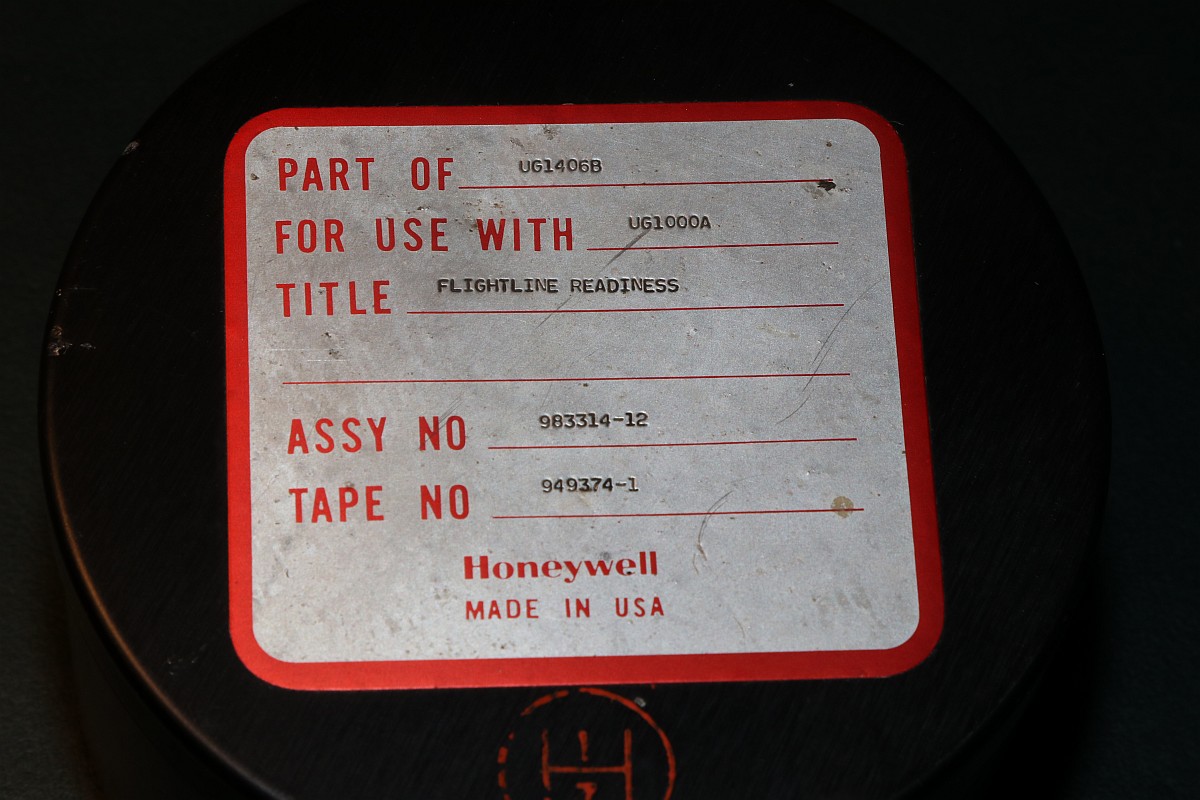 PART OF UG1406B
FOR USE WITH UG1000A
TITLE FLIGHTLINE READINESS
ASSY NO 983314-12
TAPE NO 949374-1
Honeywell
MADE IN USA